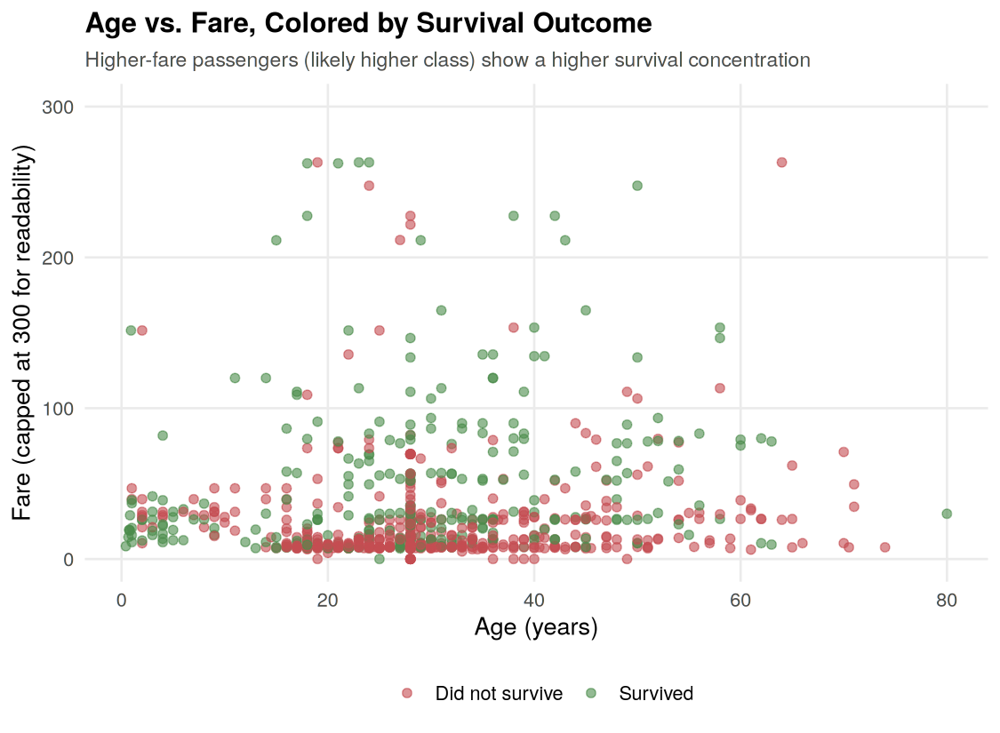 Age vs. Fare, Colored by Survival Outcome
Higher-fare passengers (likely higher class) show a higher survival concentration
Fare (capped at 300 for readability)
300
200
100
0
0 20 40 60 80
Age (years)
Did not survive Survived